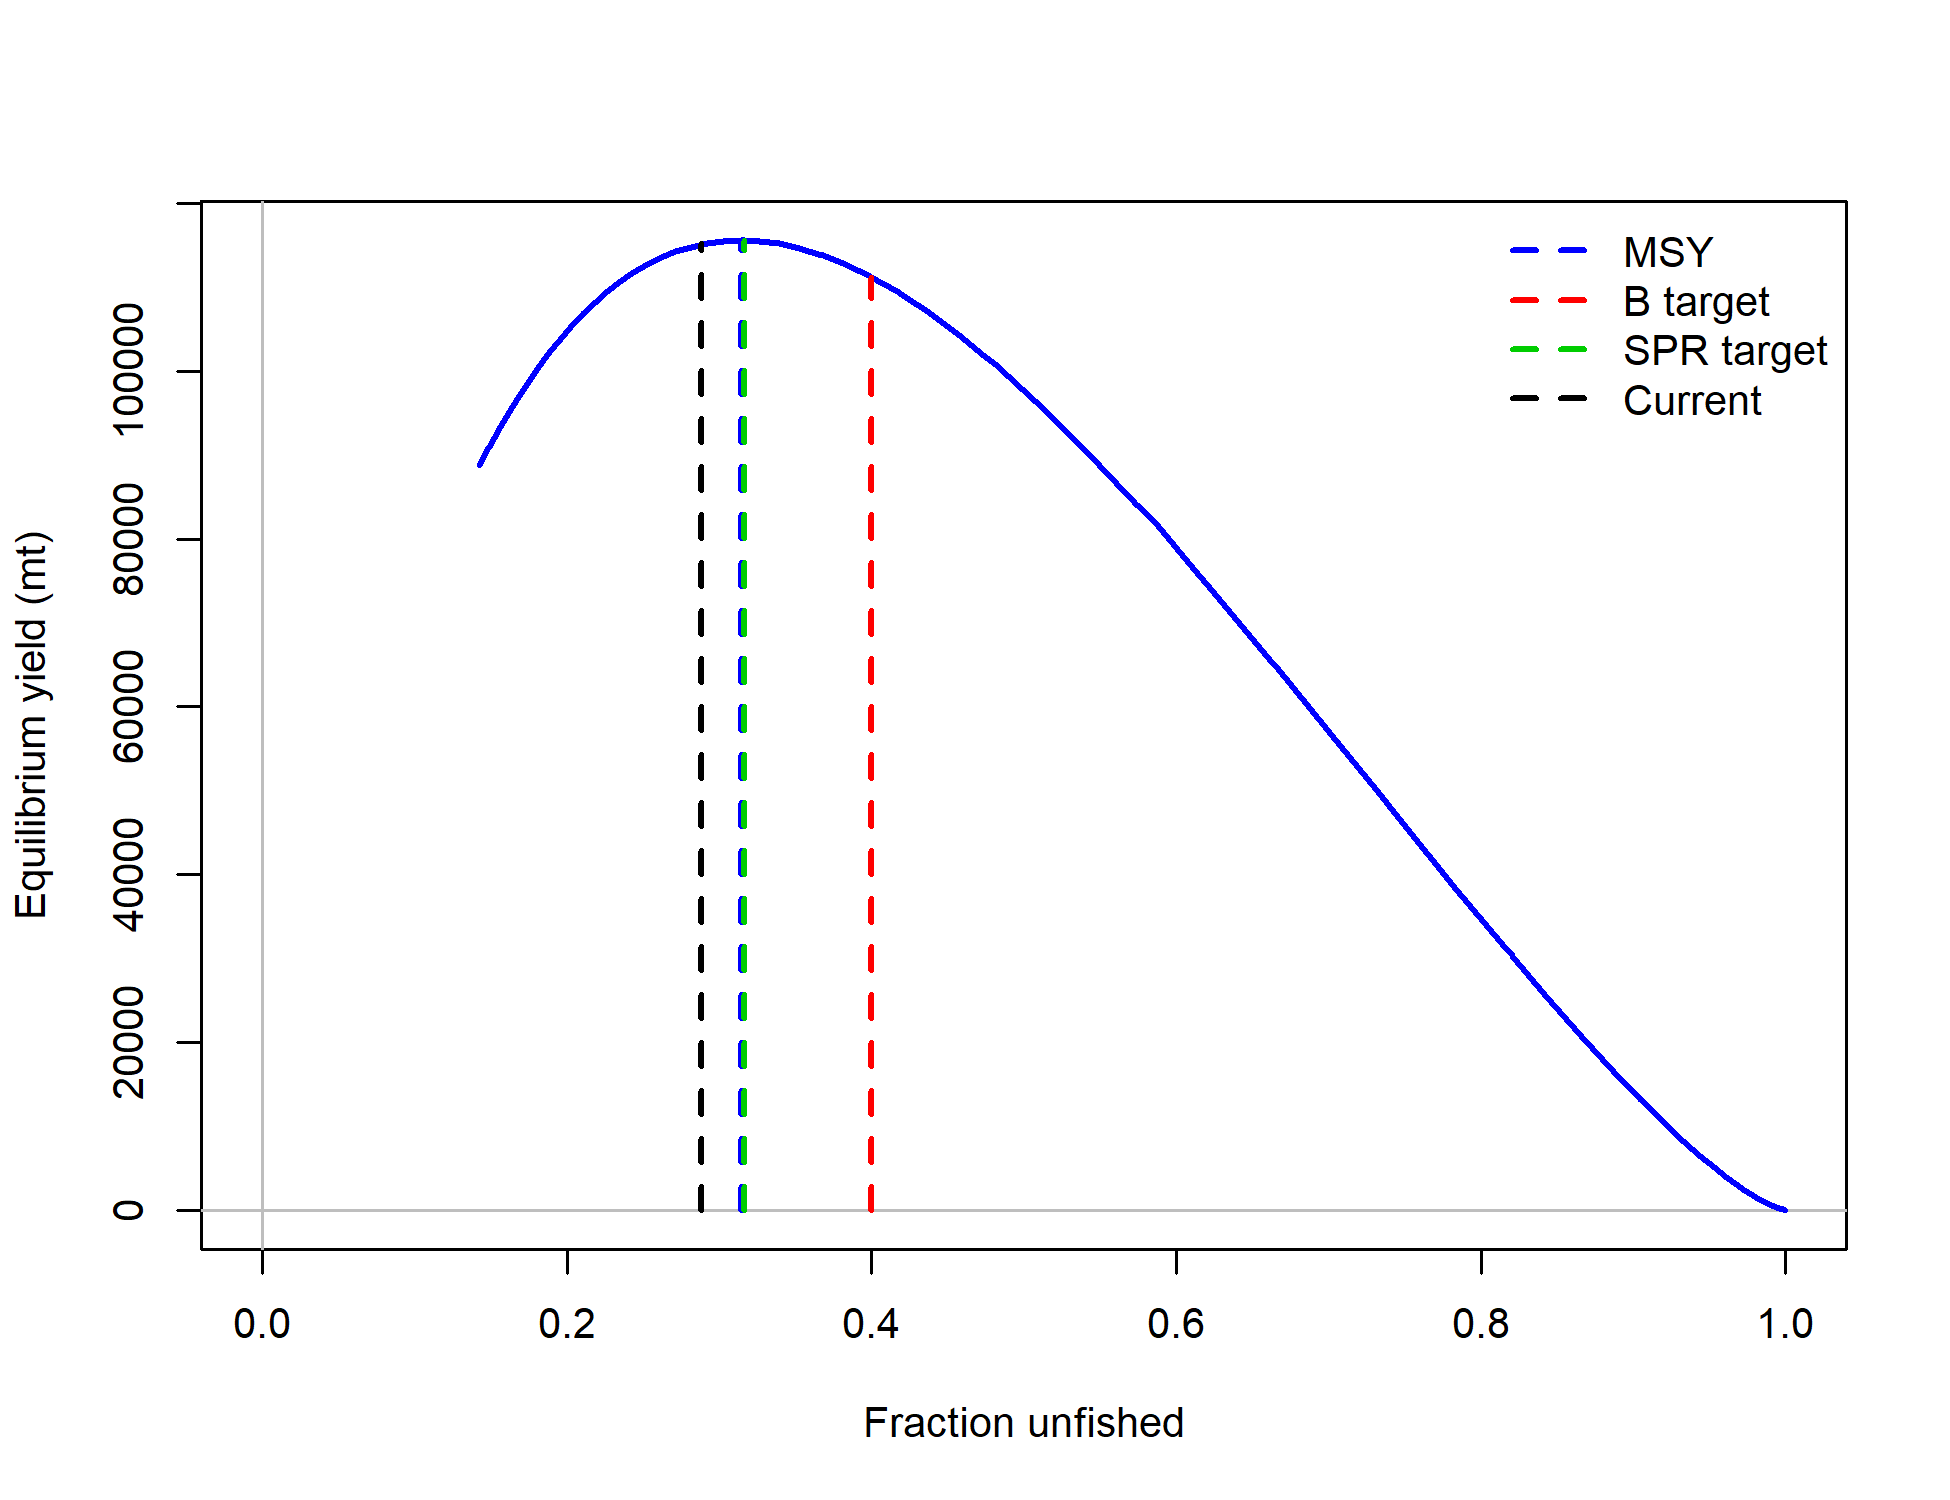 MSY
B target
SPR target
Current
Equilibrium yield (mt)
100000
80000
60000
40000
20000
0
0.0 0.2 0.4 0.6 0.8 1.0
Fraction unfished